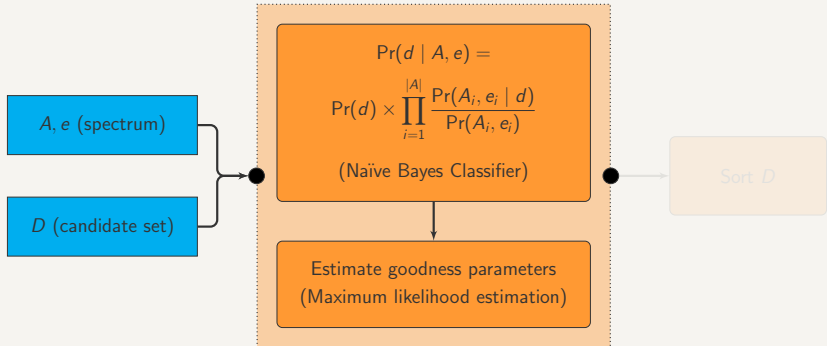 A, e (spectrum)
D (candidate set)
Pr(d | A, e) =
Pr(d) × ∏_{i=1}^{|A|} Pr(A_i, e_i | d) / Pr(A_i, e_i)
(Naïve Bayes Classifier)
Estimate goodness parameters
(Maximum likelihood estimation)
Sort D